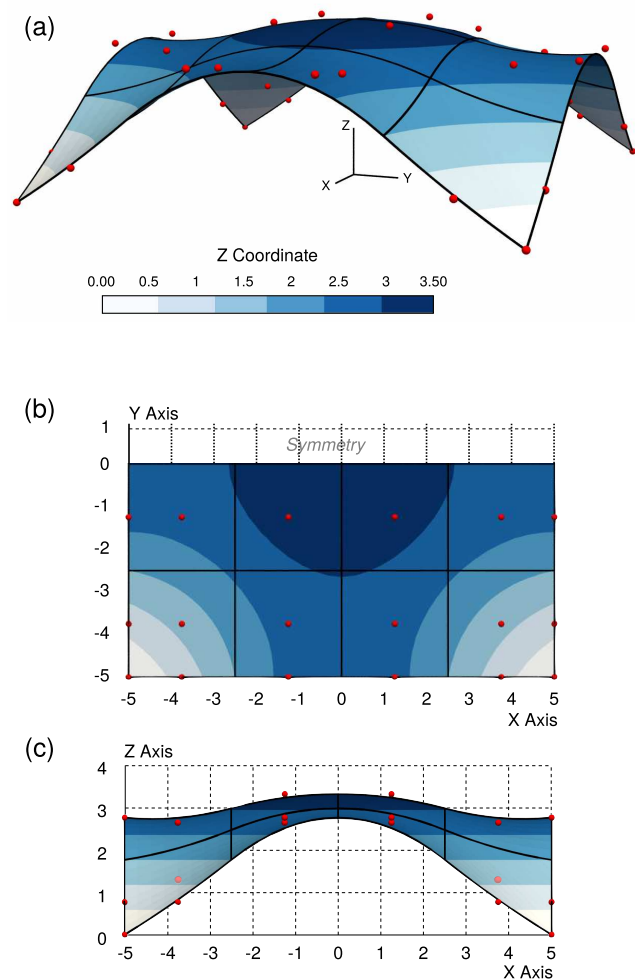 (a)
Z
X
Y
Z Coordinate
0.00 0.5 1 1.5 2 2.5 3 3.50
(b)
Y Axis
1
Symmetry
0
-1
-2
-3
-4
-5
-5 -4 -3 -2 -1 0 1 2 3 4 5
X Axis
(c)
Z Axis
4
3
2
1
0
-5 -4 -3 -2 -1 0 1 2 3 4 5
X Axis